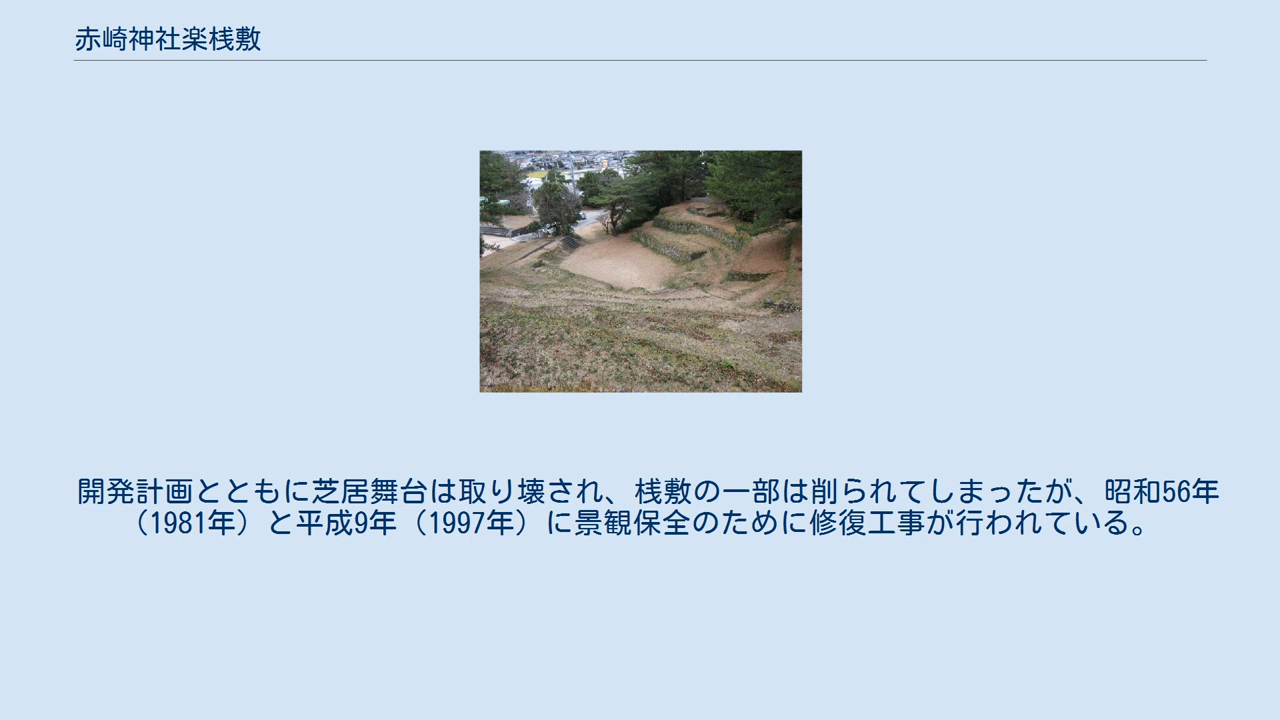 赤崎神社楽桟敷
開発計画とともに芝居舞台は取り壊され、桟敷の一部は削られてしまったが、昭和56年
（1981年）と平成9年（1997年）に景観保全のために修復工事が行われている。